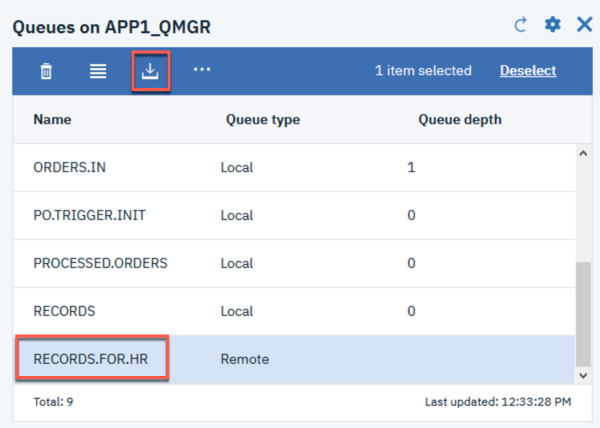 Queues on APP1_QMGR
1 item selected Deselect
Name Queue type Queue depth
ORDERS.IN Local 1
PO.TRIGGER.INIT Local 0
PROCESSED.ORDERS Local 0
RECORDS Local 0
RECORDS.FOR.HR Remote
Total: 9 Last updated: 12:33:28 PM